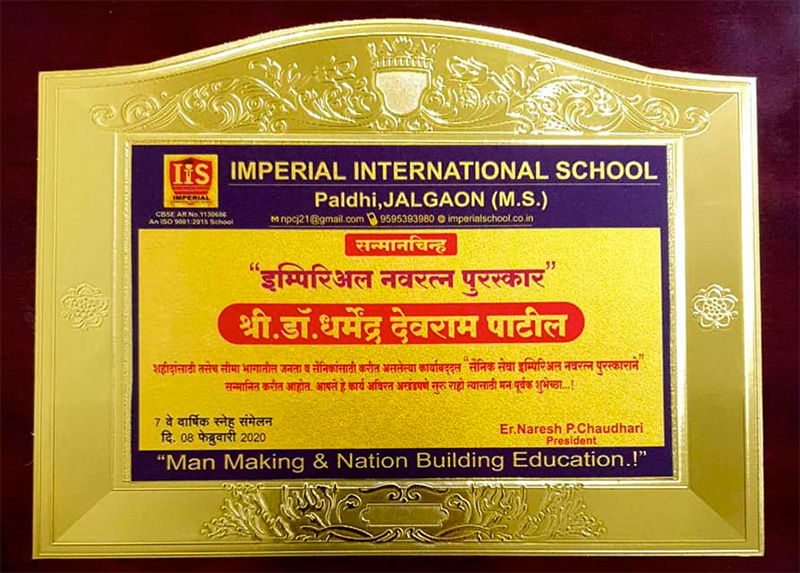 IIS
IMPERIAL
CBSE Aff.No.1130686
An ISO 9001:2015 School
IMPERIAL INTERNATIONAL SCHOOL
Paldhi,JALGAON (M.S.)
npcj21@gmail.com 9595393980 imperialschool.co.in
सन्मानचिन्ह
“इम्पिरिअल नवरत्न पुरस्कार”
श्री.डॉ.धर्मेंद्र देवराम पाटील
शहीदांसाठी तसेच सीमा भागातील जनता व सैनिकांसाठी करीत असलेल्या कार्याबद्दल “सैनिक सेवा इम्पिरिअल नवरत्न पुरस्काराने”
सन्मानित करीत आहोत. आपले हे कार्य अविरत अखंडपणे सुरु राहो त्यासाठी मनःपूर्वक शुभेच्छा...!
7 वे वार्षिक स्नेह संमेलन
दि. 08 फेब्रुवारी 2020
Er.Naresh P.Chaudhari
President
“Man Making & Nation Building Education.!”